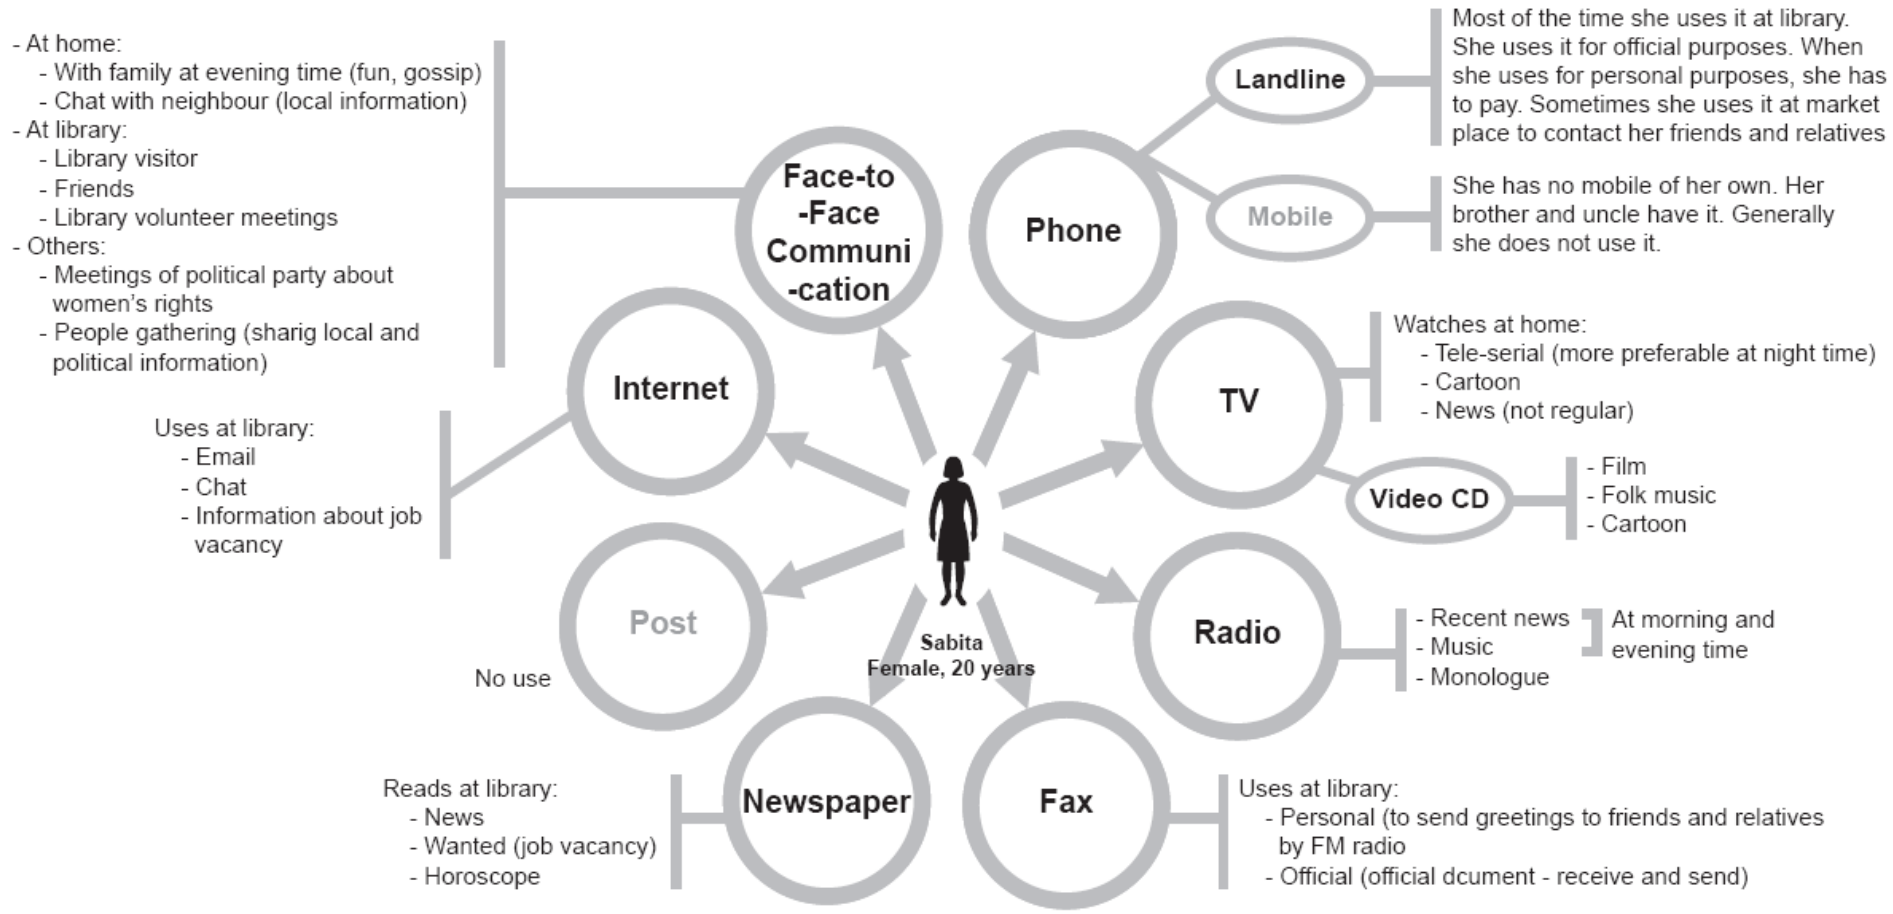 - At home:
- With family at evening time (fun, gossip)
- Chat with neighbour (local information)
- At library:
- Library visitor
- Friends
- Library volunteer meetings
- Others:
- Meetings of political party about
women's rights
- People gathering (sharig local and
political information)
Face-to
-Face
Communi
-cation
Phone
Landline
Most of the time she uses it at library.
She uses it for official purposes. When
she uses for personal purposes, she has
to pay. Sometimes she uses it at market
place to contact her friends and relatives
Mobile
She has no mobile of her own. Her
brother and uncle have it. Generally
she does not use it.
Internet
Uses at library:
- Email
- Chat
- Information about job
vacancy
TV
Watches at home:
- Tele-serial (more preferable at night time)
- Cartoon
- News (not regular)
Video CD
- Film
- Folk music
- Cartoon
Post
No use
Sabita
Female, 20 years
Radio
- Recent news
- Music
- Monologue
At morning and
evening time
Newspaper
Reads at library:
- News
- Wanted (job vacancy)
- Horoscope
Fax
Uses at library:
- Personal (to send greetings to friends and relatives
by FM radio
- Official (official dcument - receive and send)